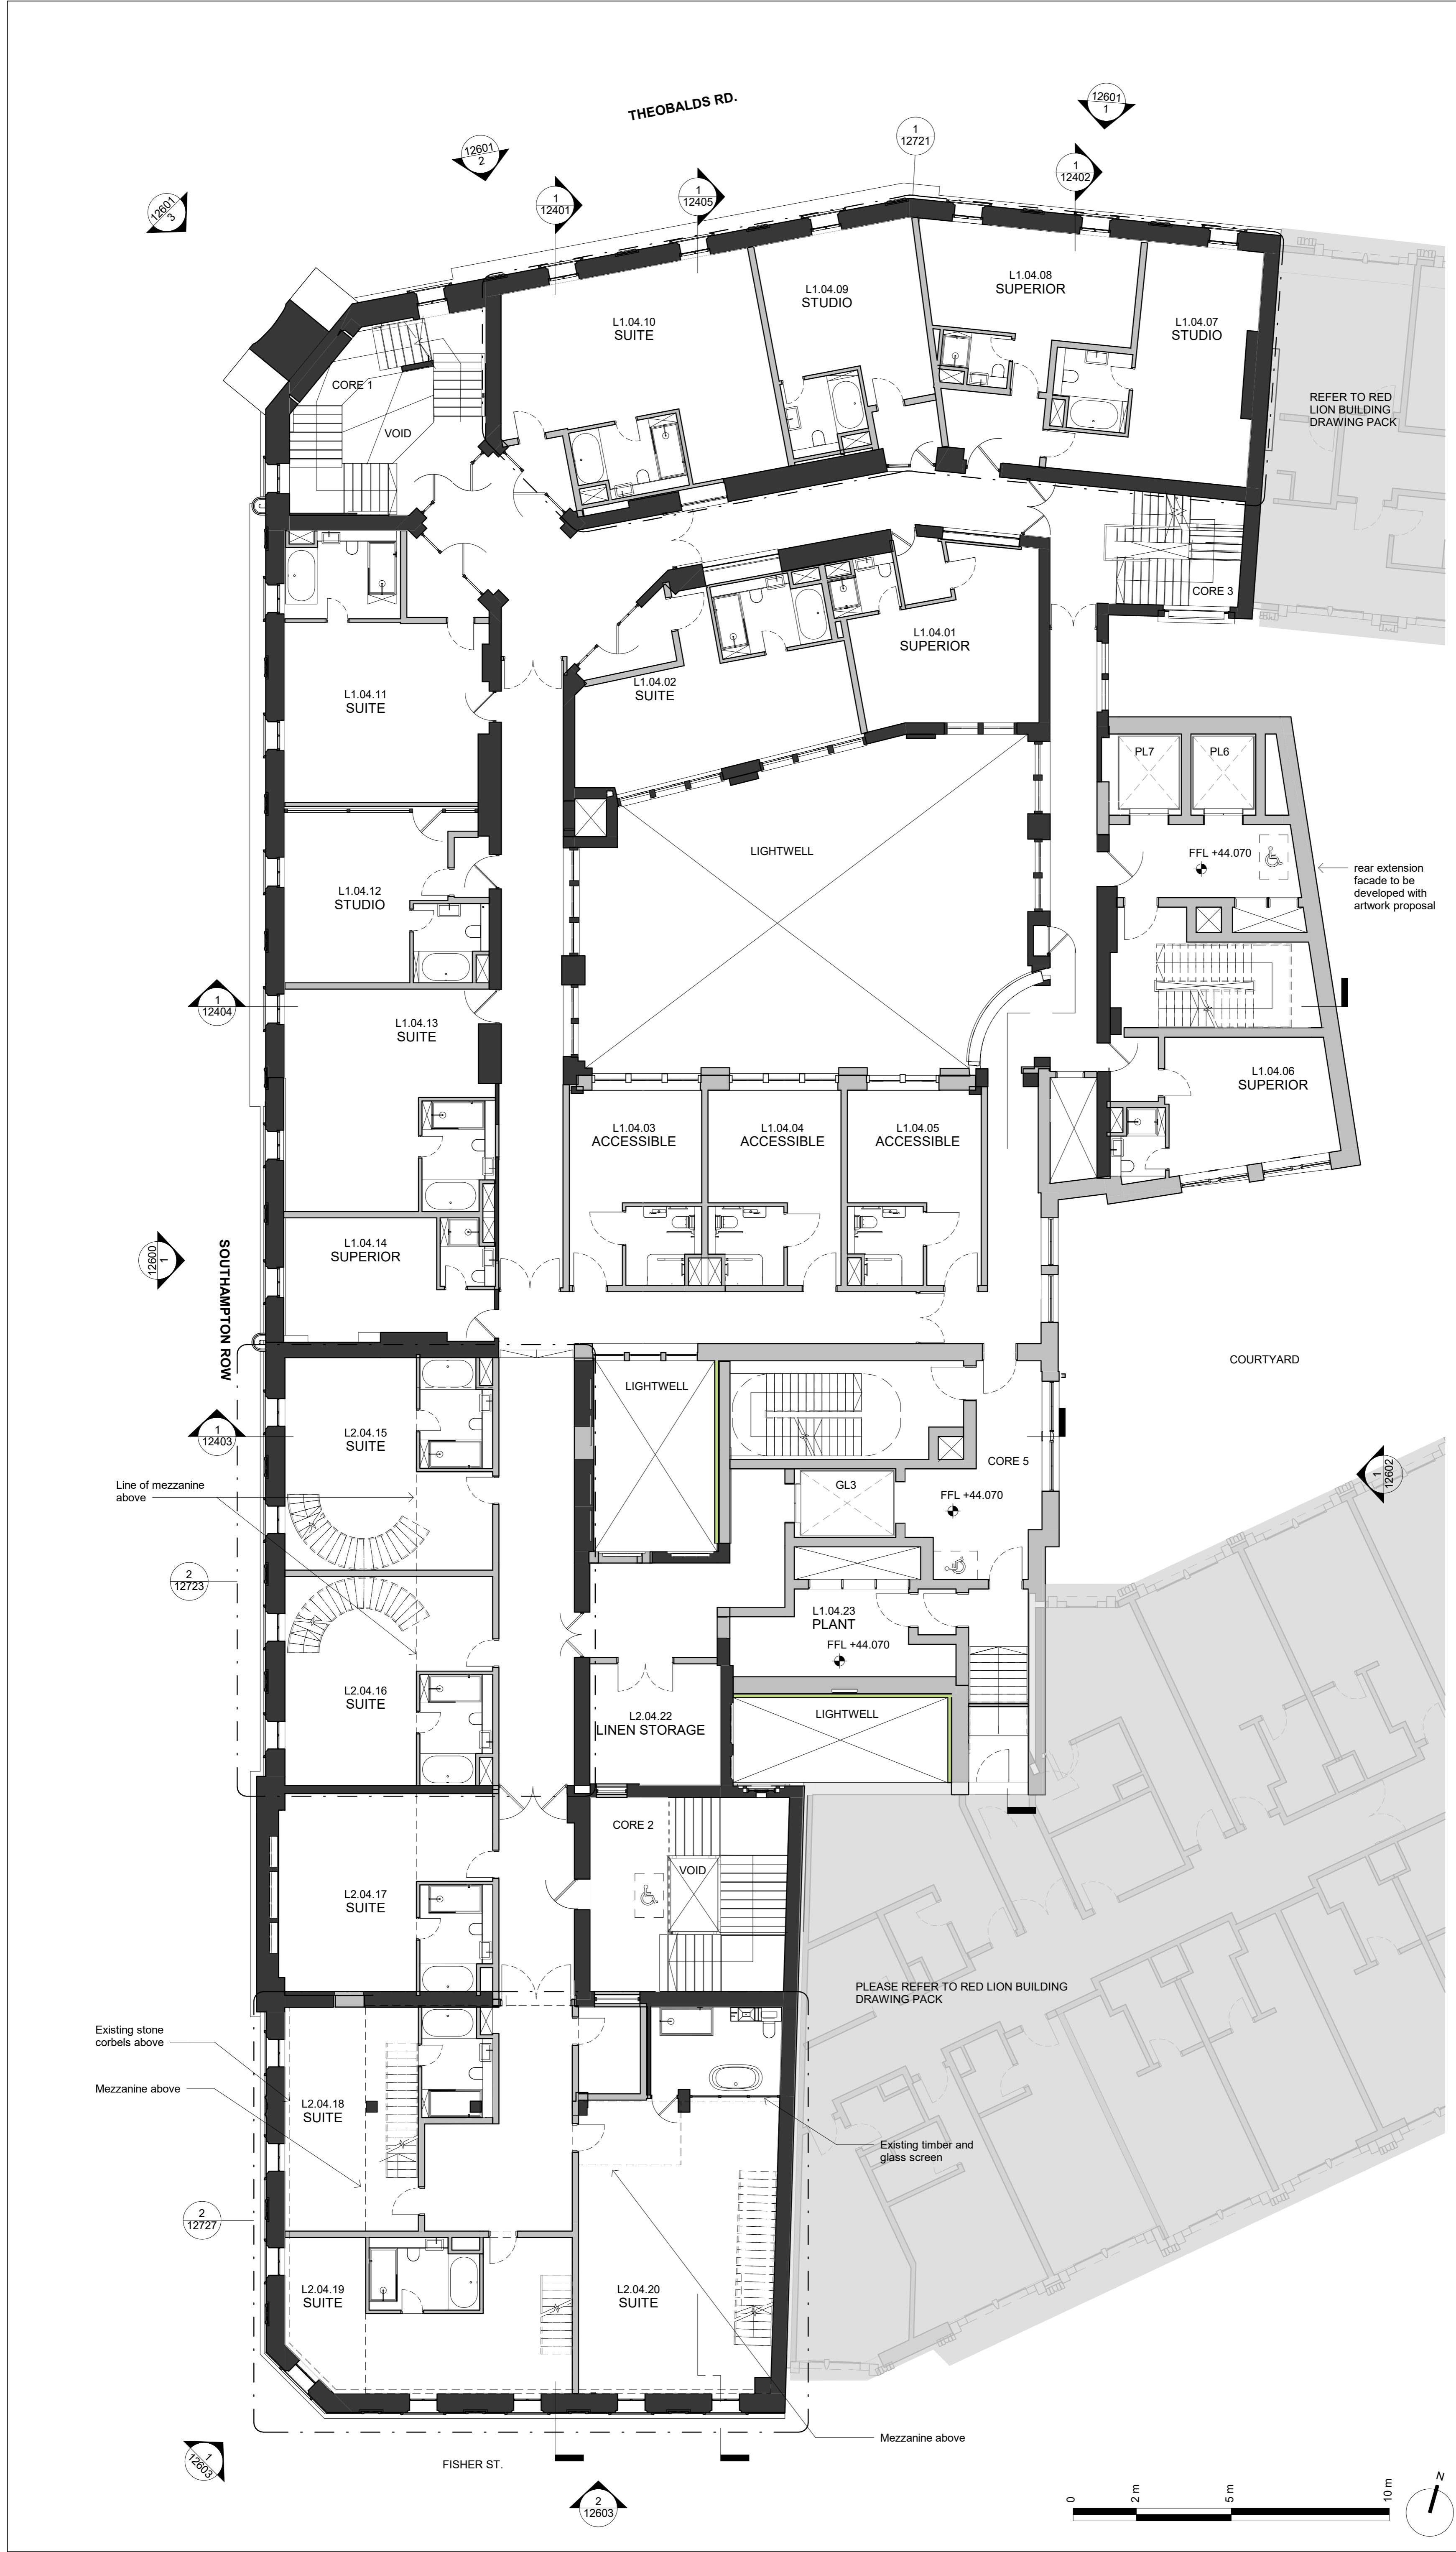 THEOBALDS RD.
12601
1
12601
2
12601
3
1
12721
1
12401
1
12405
1
12402
L1.04.10
SUITE
L1.04.09
STUDIO
L1.04.08
SUPERIOR
L1.04.07
STUDIO
CORE 1
VOID
REFER TO RED
LION BUILDING
DRAWING PACK
CORE 3
L1.04.01
SUPERIOR
L1.04.02
SUITE
L1.04.11
SUITE
PL7
PL6
LIGHTWELL
FFL +44.070
rear extension
facade to be
developed with
artwork proposal
L1.04.12
STUDIO
1
12404
L1.04.13
SUITE
L1.04.06
SUPERIOR
L1.04.03
ACCESSIBLE
L1.04.04
ACCESSIBLE
L1.04.05
ACCESSIBLE
12600
1
SOUTHAMPTON ROW
L1.04.14
SUPERIOR
COURTYARD
LIGHTWELL
1
12403
L2.04.15
SUITE
CORE 5
1
12602
Line of mezzanine
above
GL3
FFL +44.070
2
12723
L1.04.23
PLANT
FFL +44.070
L2.04.16
SUITE
L2.04.22
LINEN STORAGE
LIGHTWELL
CORE 2
VOID
L2.04.17
SUITE
PLEASE REFER TO RED LION BUILDING
DRAWING PACK
Existing stone
corbels above
Mezzanine above
L2.04.18
SUITE
Existing timber and
glass screen
2
12727
L2.04.19
SUITE
L2.04.20
SUITE
Mezzanine above
1
12603
FISHER ST.
2
12603
0
2 m
5 m
10 m
N